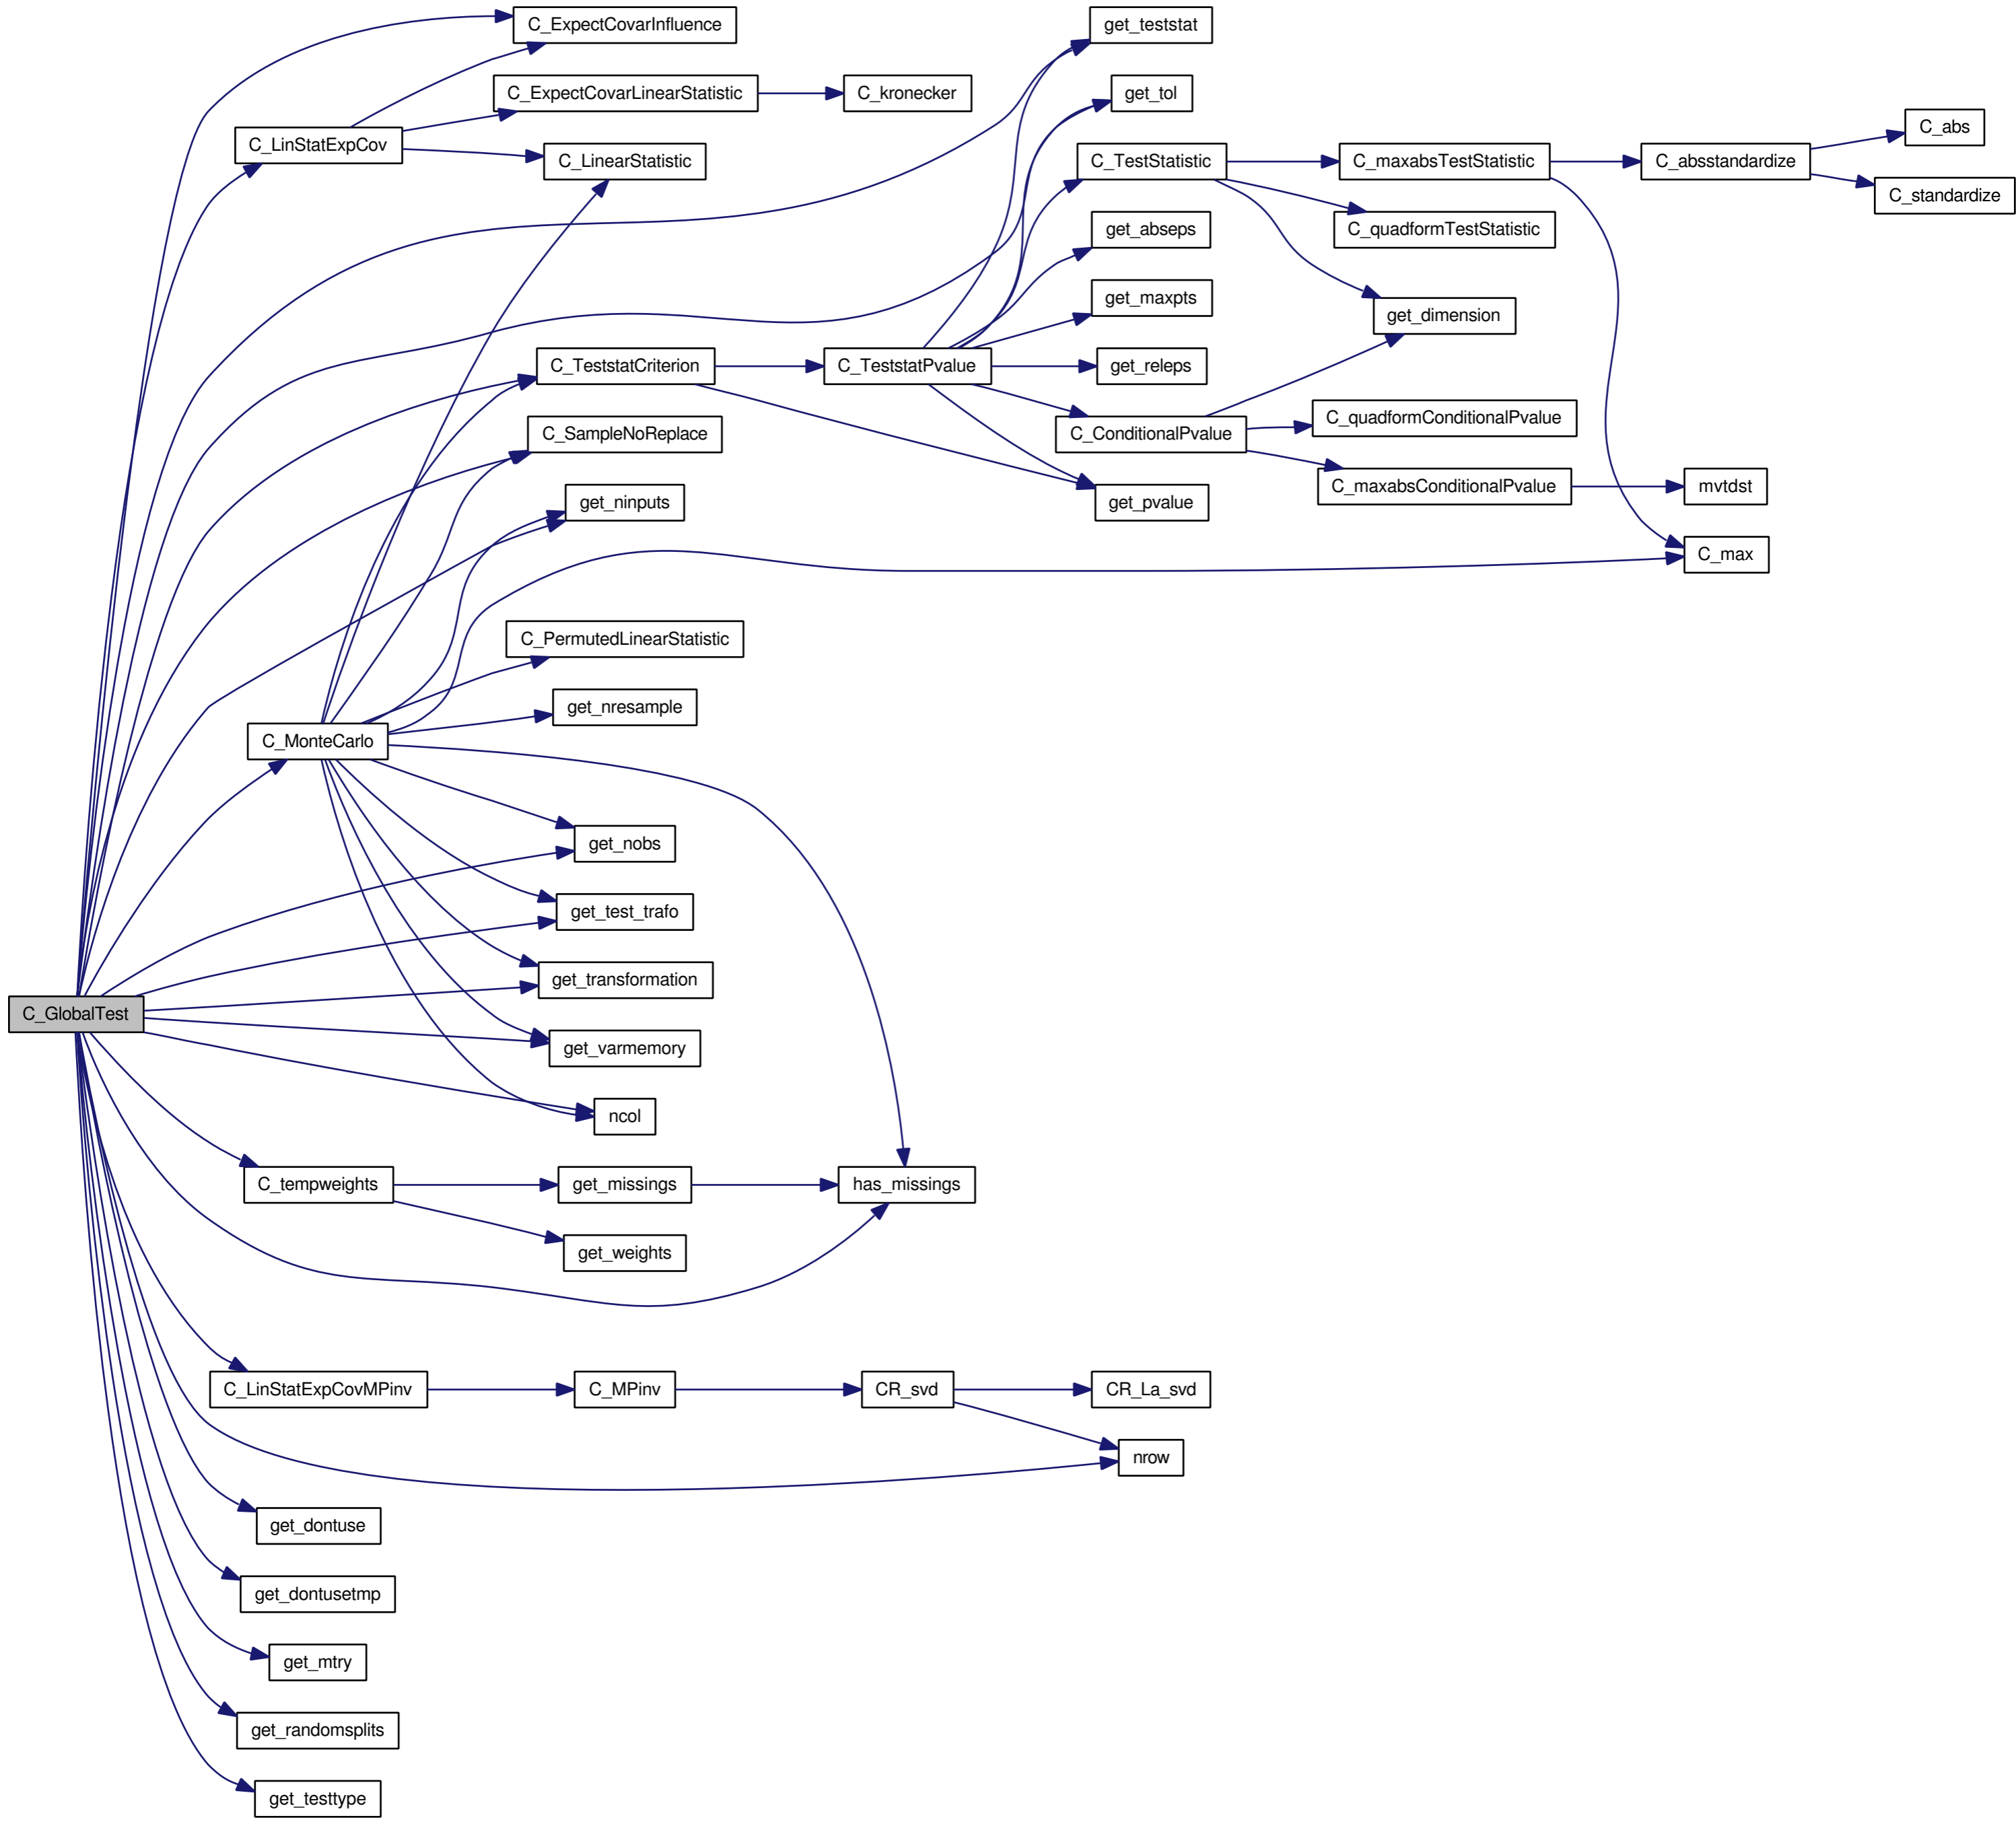 C_ExpectCovarInfluence
get_teststat
C_ExpectCovarLinearStatistic
C_kronecker
get_tol
C_abs
C_LinStatExpCov
C_LinearStatistic
C_TestStatistic
C_maxabsTestStatistic
C_absstandardize
C_standardize
get_abseps
C_quadformTestStatistic
get_maxpts
get_dimension
C_TeststatCriterion
C_TeststatPvalue
get_releps
C_SampleNoReplace
C_ConditionalPvalue
C_quadformConditionalPvalue
get_ninputs
get_pvalue
C_maxabsConditionalPvalue
mvtdst
C_max
C_PermutedLinearStatistic
get_nresample
C_MonteCarlo
get_nobs
get_test_trafo
get_transformation
C_GlobalTest
get_varmemory
ncol
C_tempweights
get_missings
has_missings
get_weights
C_LinStatExpCovMPinv
C_MPinv
CR_svd
CR_La_svd
nrow
get_dontuse
get_dontusetmp
get_mtry
get_randomsplits
get_testtype